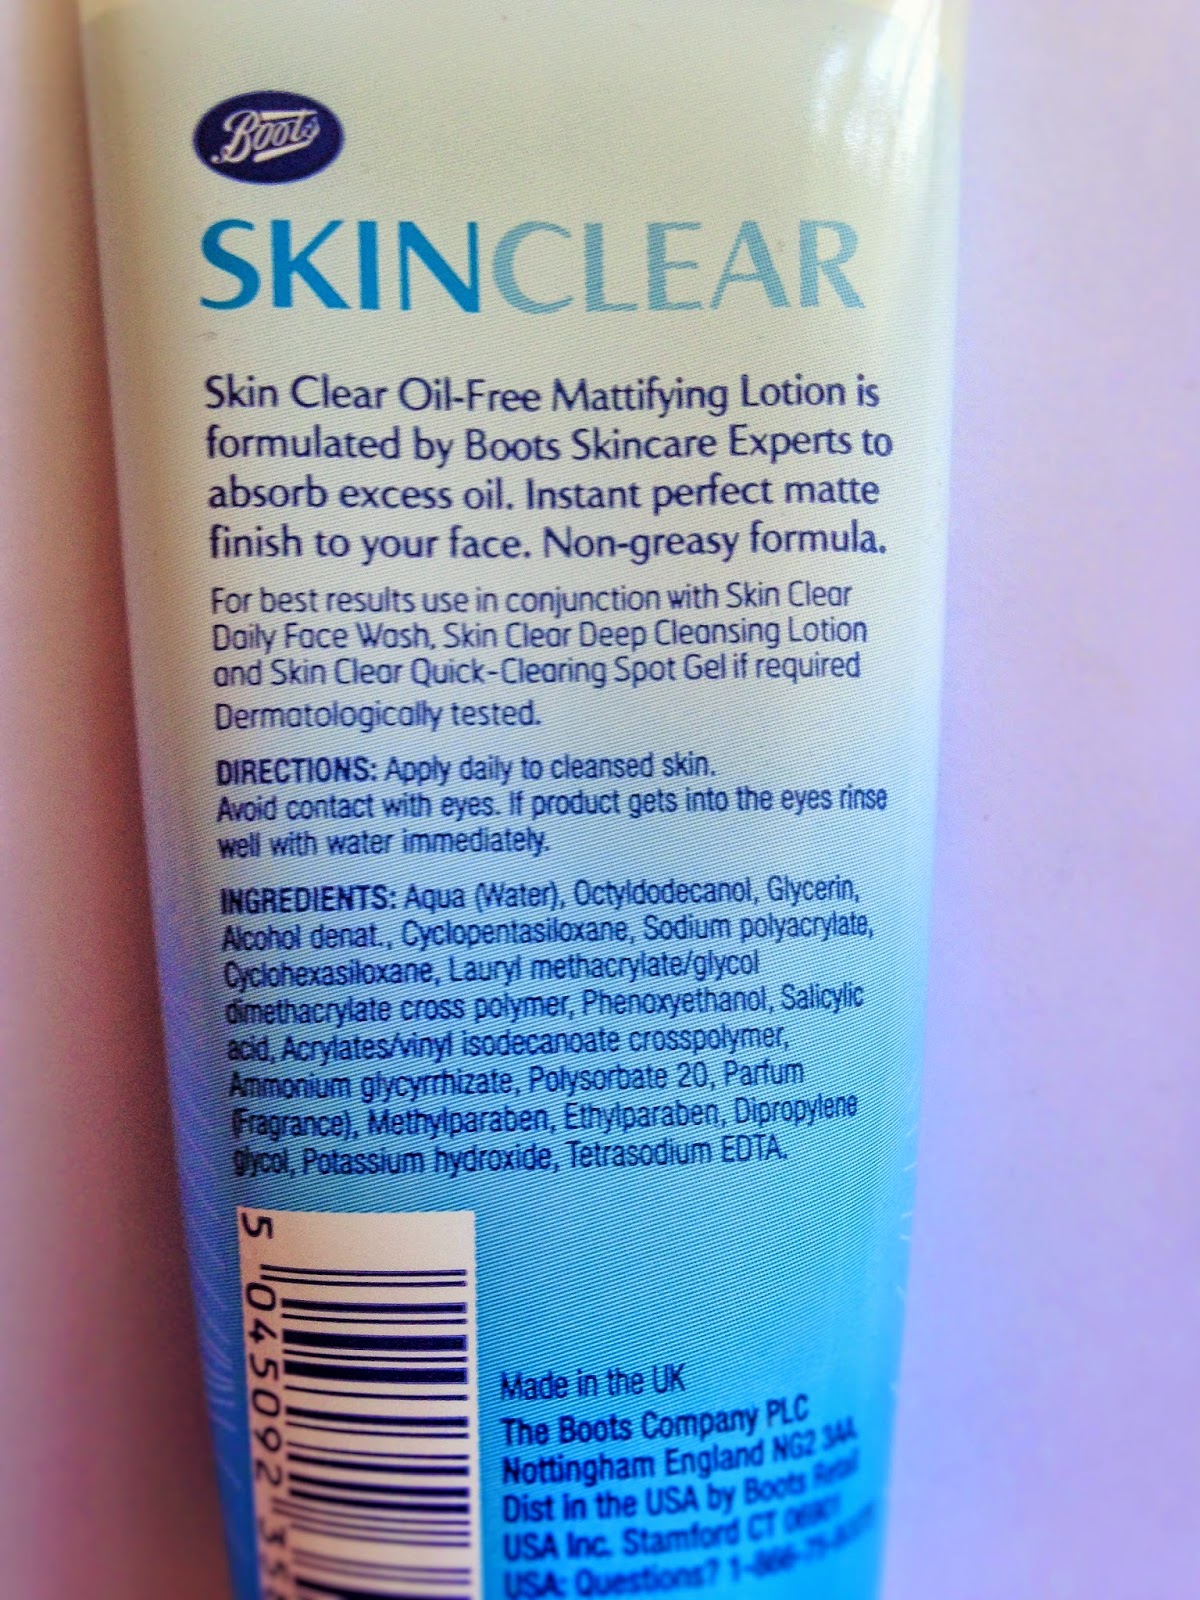 Boots
SKINCLEAR
Skin Clear Oil-Free Mattifying Lotion is
formulated by Boots Skincare Experts to
absorb excess oil. Instant perfect matte
finish to your face. Non-greasy formula.
For best results use in conjunction with Skin Clear
Daily Face Wash, Skin Clear Deep Cleansing Lotion
and Skin Clear Quick-Clearing Spot Gel if required
Dermatologically tested.
DIRECTIONS: Apply daily to cleansed skin.
Avoid contact with eyes. If product gets into the eyes rinse
well with water immediately.
INGREDIENTS: Aqua (Water), Octyldodecanol, Glycerin,
Alcohol denat., Cyclopentasiloxane, Sodium polyacrylate,
Cyclohexasiloxane, Lauryl methacrylate/glycol
dimethacrylate cross polymer, Phenoxyethanol, Salicylic
acid, Acrylates/vinyl isodecanoate crosspolymer,
Ammonium glycyrrhizate, Polysorbate 20, Parfum
(Fragrance), Methylparaben, Ethylparaben, Dipropylene
glycol, Potassium hydroxide, Tetrasodium EDTA.
5 045092 35
Made in the UK
The Boots Company PLC
Nottingham England NG2 3AA
Dist in the USA by Boots Retail
USA Inc. Stamford CT
USA: Questions?